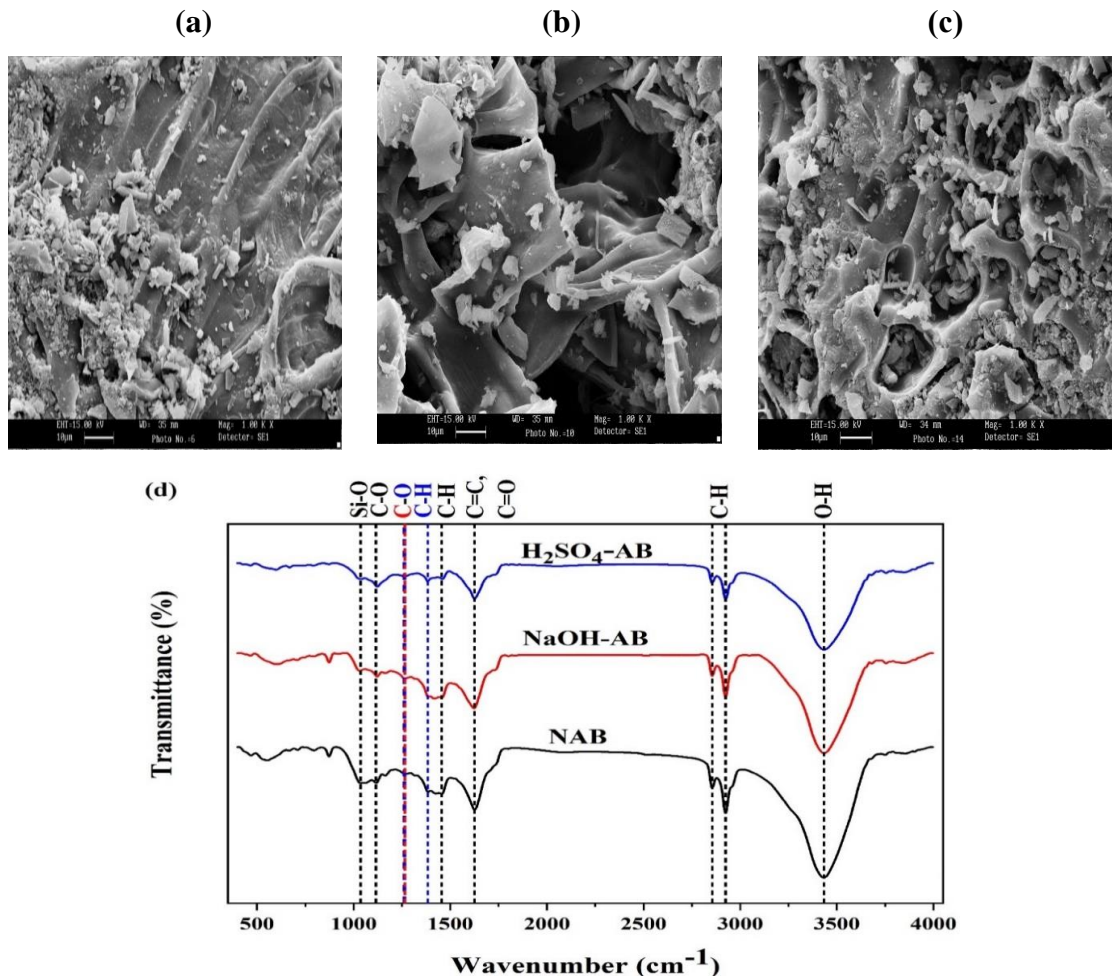 (a)
(b)
(c)
EHT=15.00 kV WD= 35 mm Mag= 1.00 K X
10µm Photo No.=6 Detector= SE1
EHT=15.00 kV WD= 35 mm Mag= 1.00 K X
10µm Photo No.=10 Detector= SE1
EHT=15.00 kV WD= 34 mm Mag= 1.00 K X
10µm Photo No.=14 Detector= SE1
(d)
Si-O
C-O
C-O
C-H
C-H
C=C,
C=O
C-H
O-H
H₂SO₄-AB
NaOH-AB
NAB
Transmittance (%)
500 1000 1500 2000 2500 3000 3500 4000
Wavenumber (cm⁻¹)